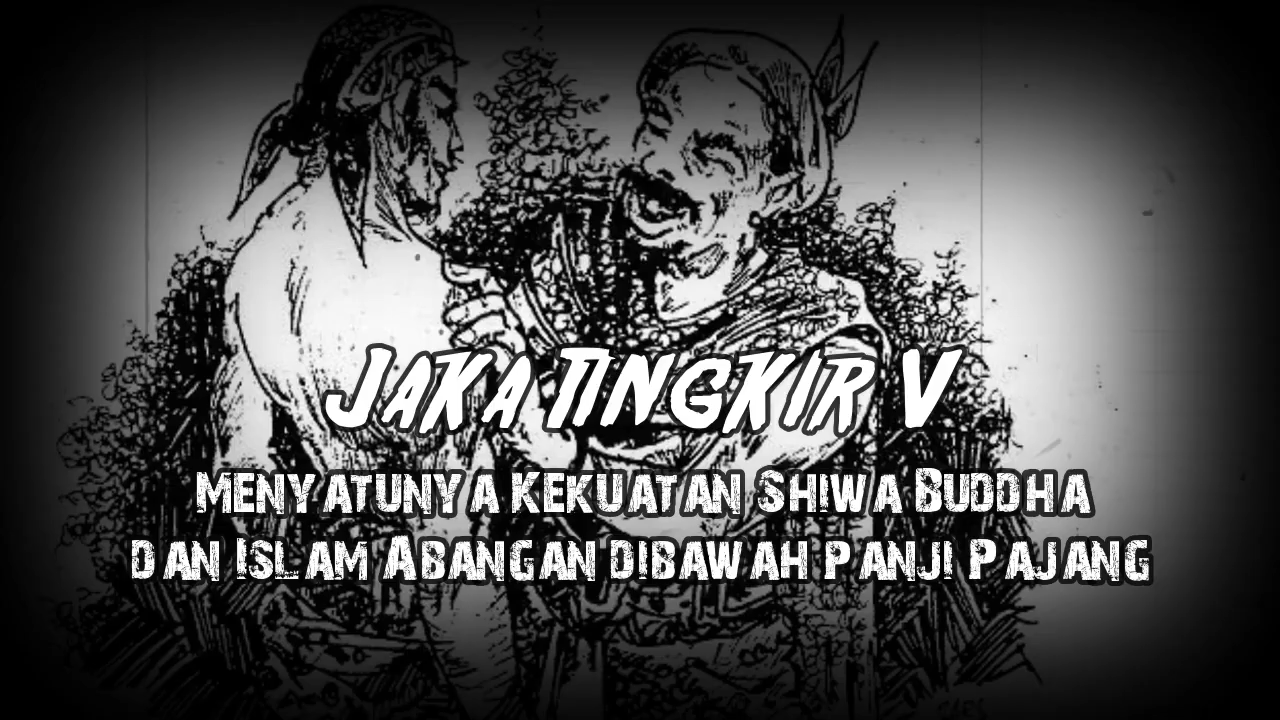 Jaka Tingkir V
Menyatunya Kekuatan Shiwa Buddha
dan Islam Abangan dibawah panji Pajang